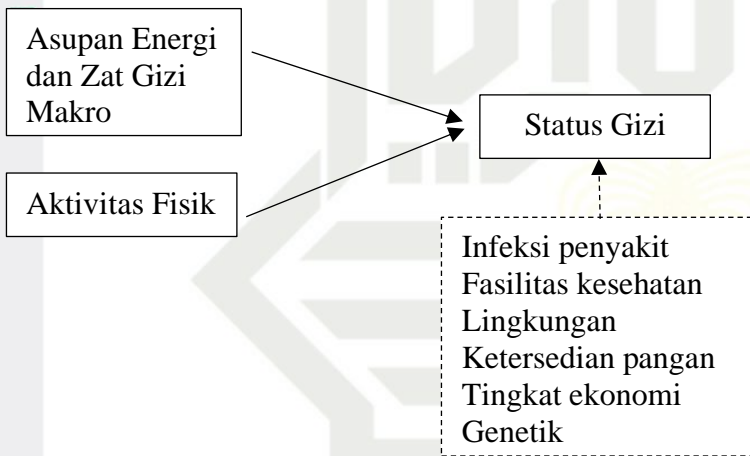 Asupan Energi
dan Zat Gizi
Makro
Status Gizi
Aktivitas Fisik
Infeksi penyakit
Fasilitas kesehatan
Lingkungan
Ketersedian pangan
Tingkat ekonomi
Genetik